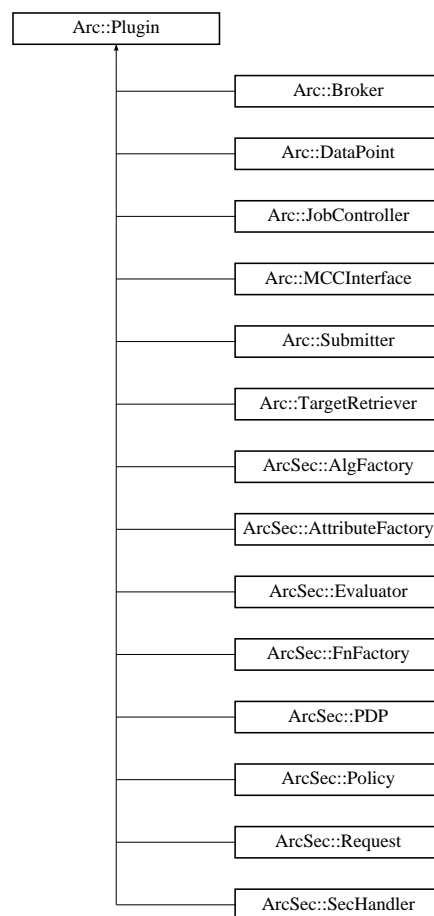 Arc::Plugin
Arc::Broker
Arc::DataPoint
Arc::JobController
Arc::MCCInterface
Arc::Submitter
Arc::TargetRetriever
ArcSec::AlgFactory
ArcSec::AttributeFactory
ArcSec::Evaluator
ArcSec::FnFactory
ArcSec::PDP
ArcSec::Policy
ArcSec::Request
ArcSec::SecHandler